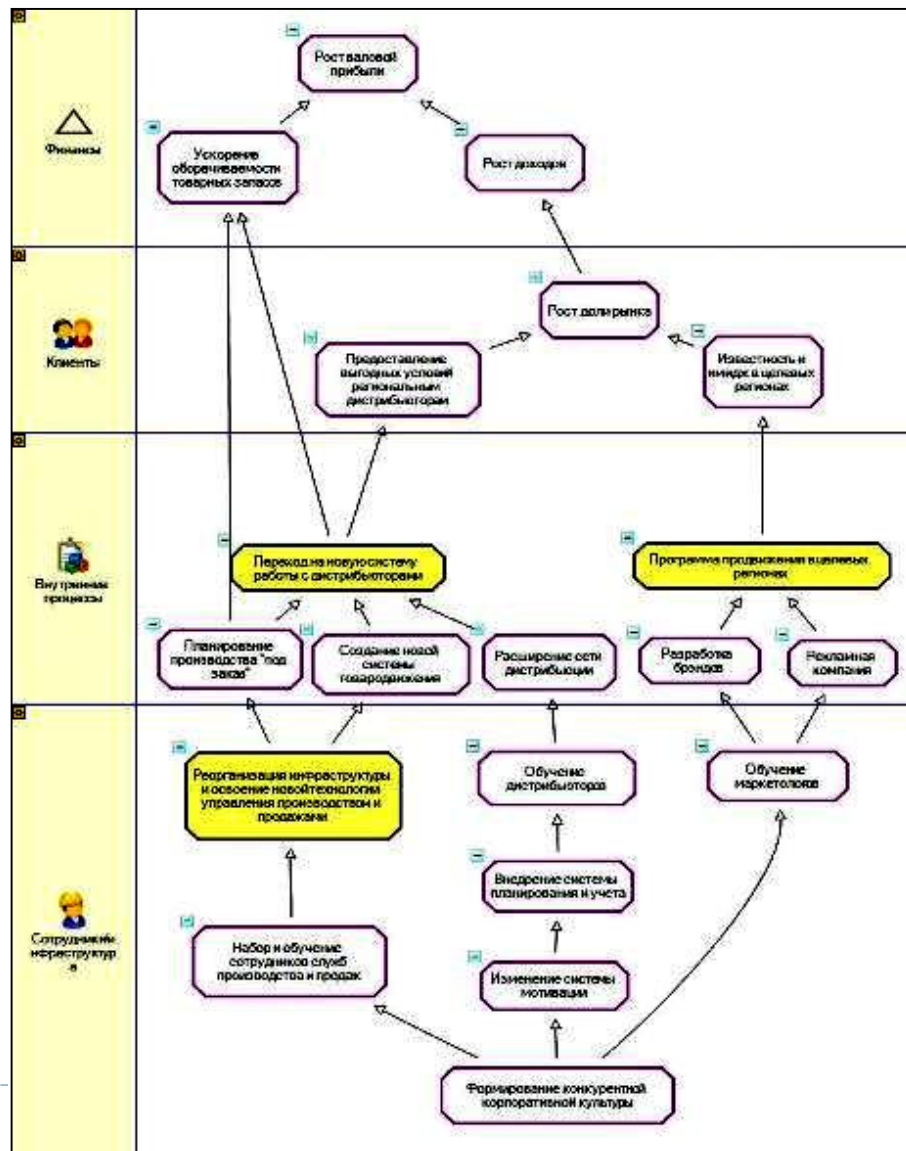 Рост валовой
прибыли
Финансы
Ускорение
оборачиваемости
товарных запасов
Рост доходов
Рост доли рынка
Клиенты
Предоставление
выгодных условий
региональным
дистрибьюторам
Известность и
имидж в целевых
регионах
Внутренние
процессы
Переход на новую систему
работы с дистрибьюторами
Программа продвижения в целевых
регионах
Планирование
производства "под
заказ"
Создание новой
системы
товародвижения
Расширение сети
дистрибьюции
Разработка
брэндов
Рекламная
компания
Реорганизация инфраструктуры
и освоение новой технологии
управления производством и
продажами
Обучение
дистрибьюторов
Обучение
маркетологов
Внедрение системы
планирования и учета
Сотрудники/и
нфраструктур
а
Набор и обучение
сотрудников служб
производства и продаж
Изменение системы
мотивации
Формирование конкурентной
корпоративной культуры